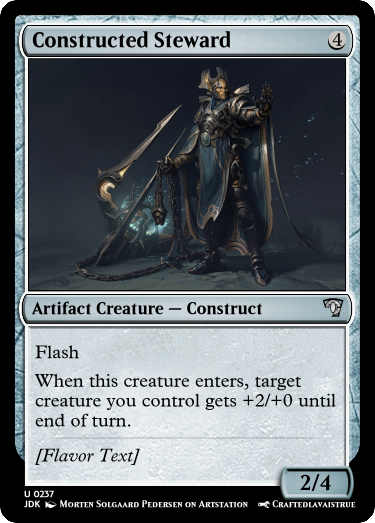 Constructed Steward 4
Artifact Creature — Construct
Flash
When this creature enters, target
creature you control gets +2/+0 until
end of turn.
[Flavor Text]
2/4
U 0237
JDK Morten Solgaard Pedersen on Artstation Craftedlavaistrue